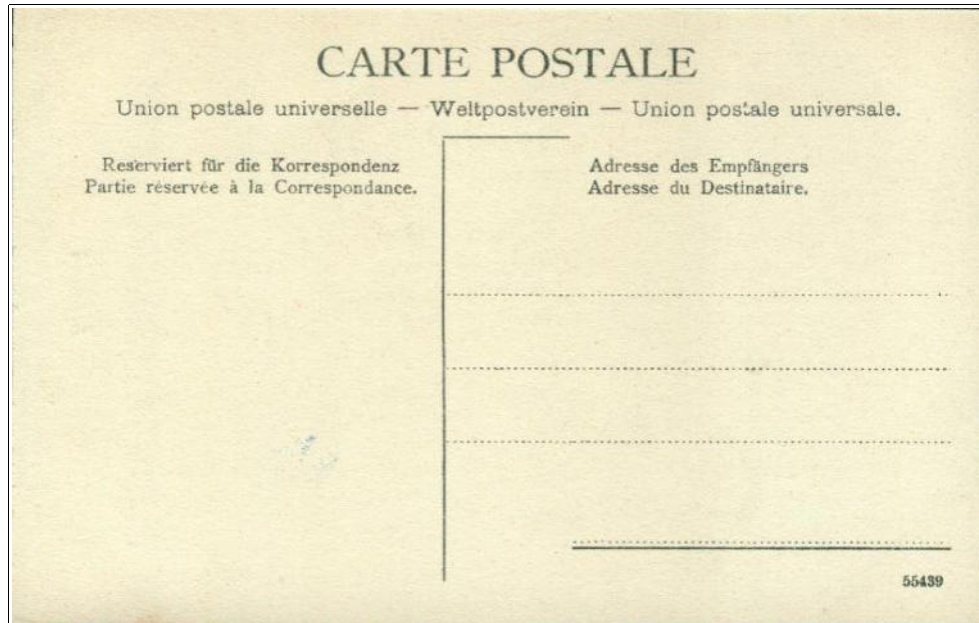 CARTE POSTALE
Union postale universelle — Weltpostverein — Union postale universale.
Reserviert für die Korrespondenz
Partie réservée à la Correspondance.
Adresse des Empfängers
Adresse du Destinataire.
55439